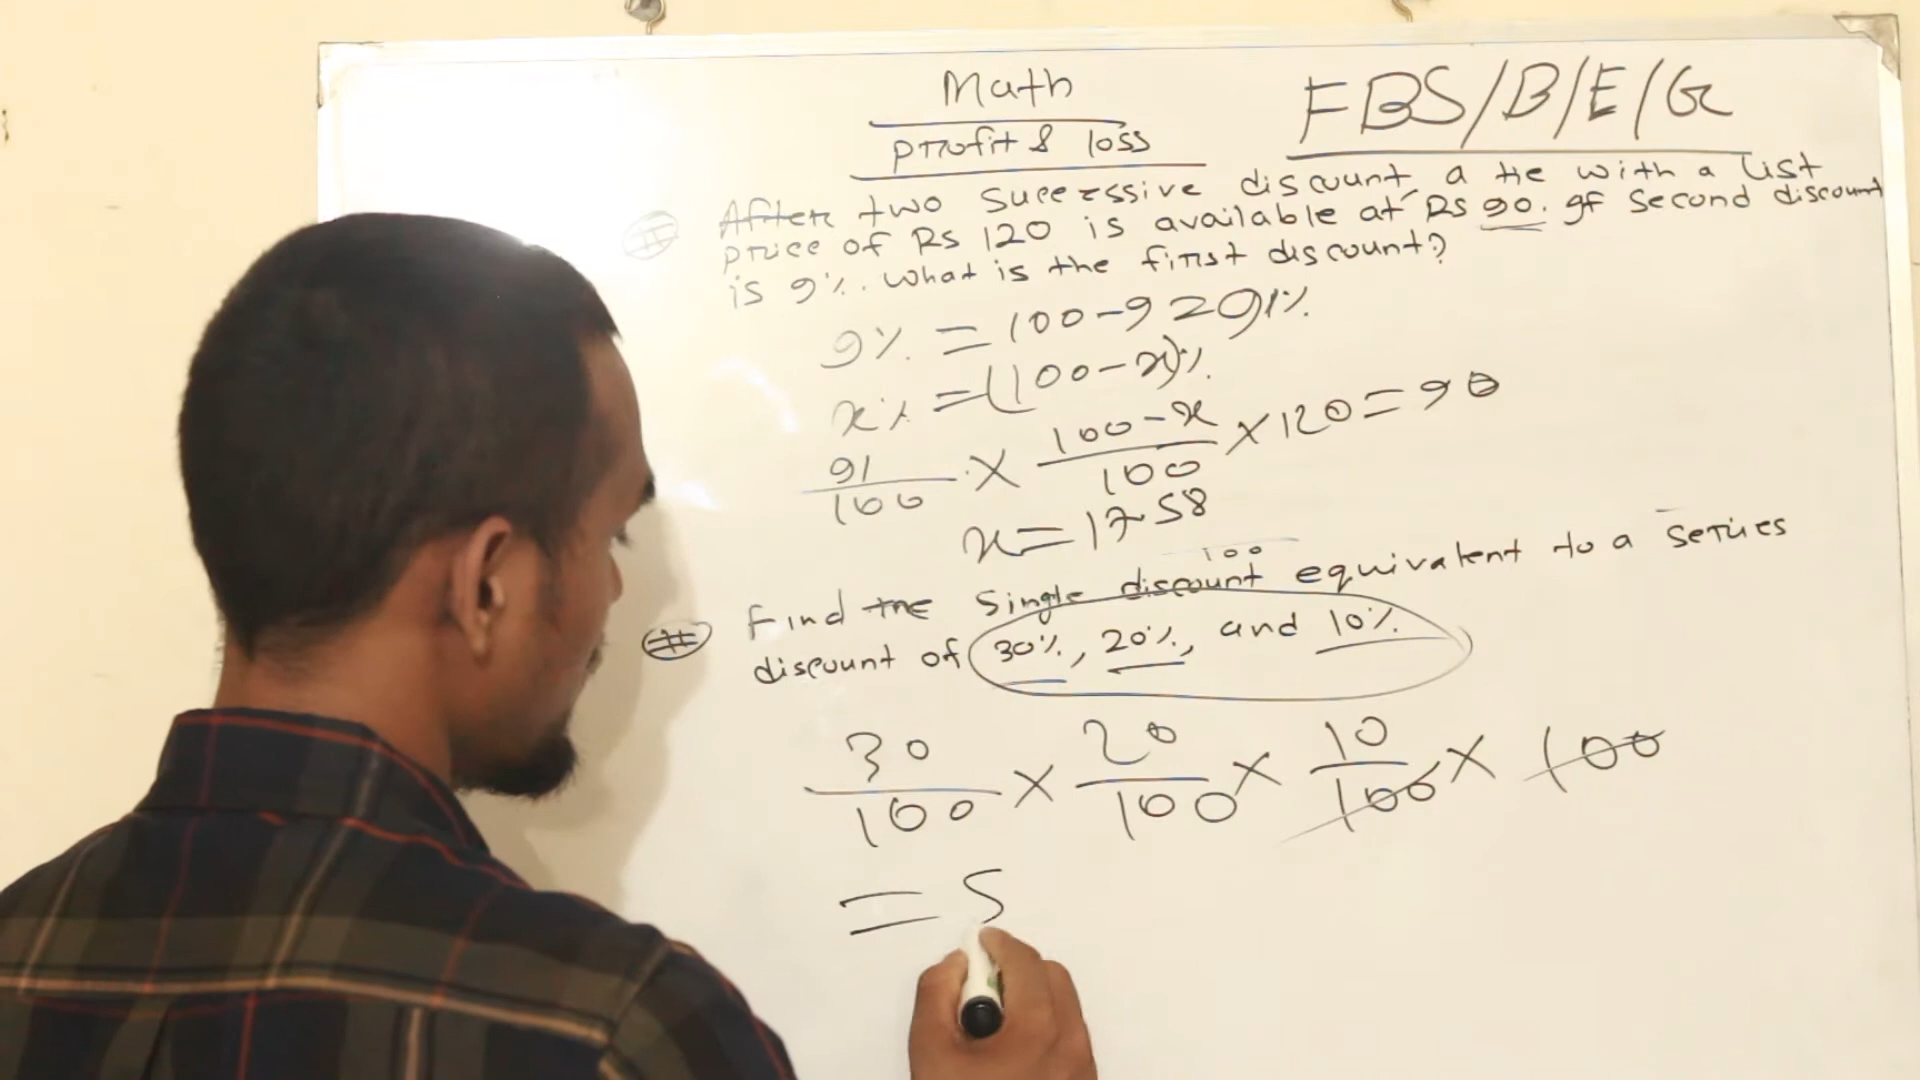 Math
FBS/B/E/G
profit & loss
After two Successive discount a tie with a list
price of Rs 120 is available at Rs 90. If Second discount
is 9%. What is the first discount?
9% = 100-9 = 91%
x% = (100-x)%
91/100 × 100-x/100 × 120 = 90
x = 17.58
100
Find the Single discount equivalent to a Series
discount of 30%, 20%, and 10%.
30/100 × 20/100 × 10/100 × 100
= 5